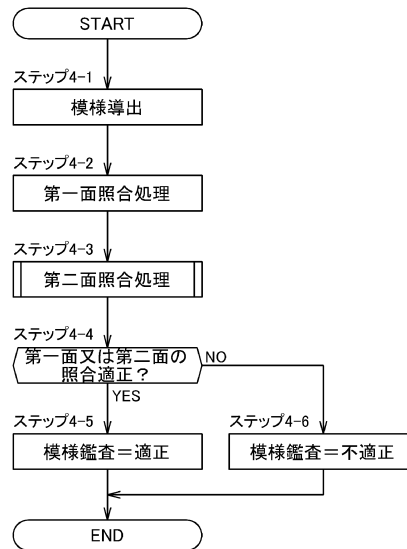 START
ステップ4-1
模様導出
ステップ4-2
第一面照合処理
ステップ4-3
第二面照合処理
ステップ4-4
第一面又は第二面の
照合適正？
NO
YES
ステップ4-5
模様鑑査＝適正
ステップ4-6
模様鑑査＝不適正
END